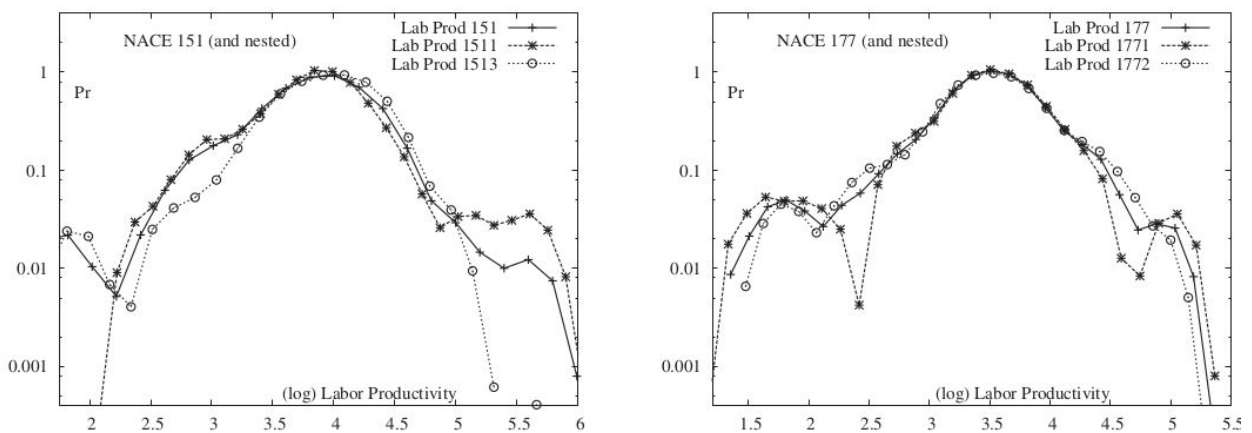 NACE 151 (and nested)
Lab Prod 151
Lab Prod 1511
Lab Prod 1513
Pr
1
0.1
0.01
0.001
(log) Labor Productivity
2 2.5 3 3.5 4 4.5 5 5.5 6
NACE 177 (and nested)
Lab Prod 177
Lab Prod 1771
Lab Prod 1772
Pr
1
0.1
0.01
0.001
(log) Labor Productivity
1.5 2 2.5 3 3.5 4 4.5 5 5.5